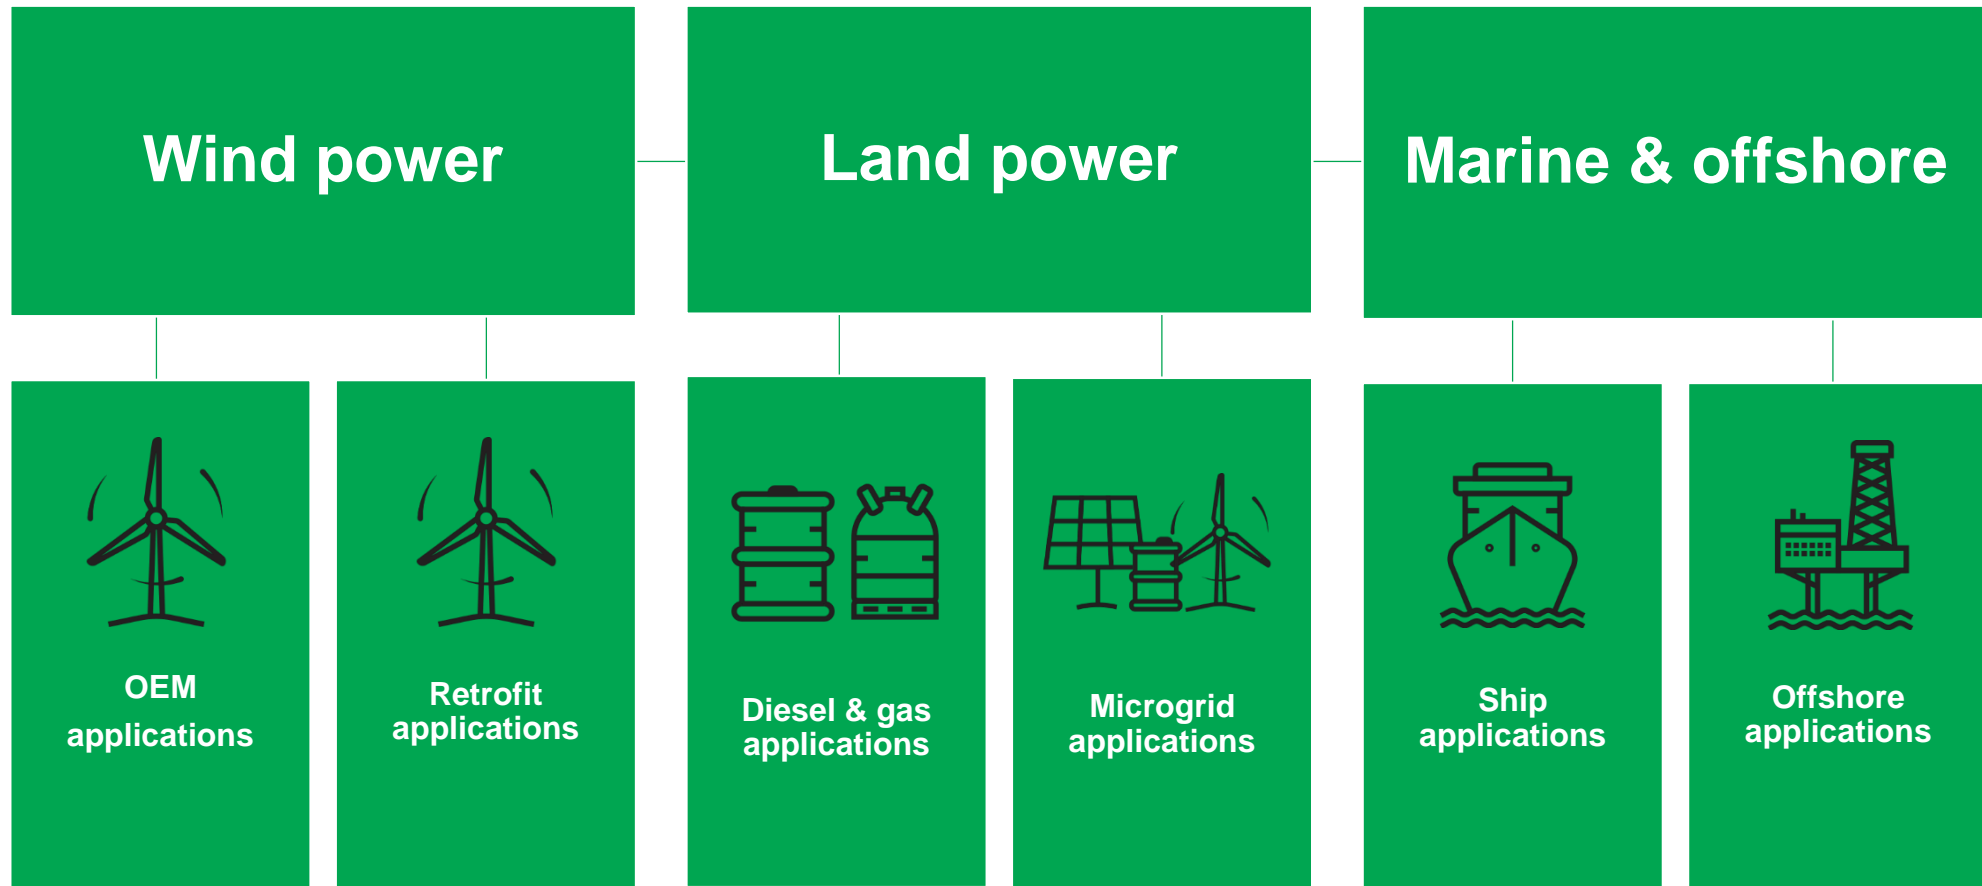 Wind power
Land power
Marine & offshore
OEM
applications
Retrofit
applications
Diesel & gas
applications
Microgrid
applications
Ship
applications
Offshore
applications